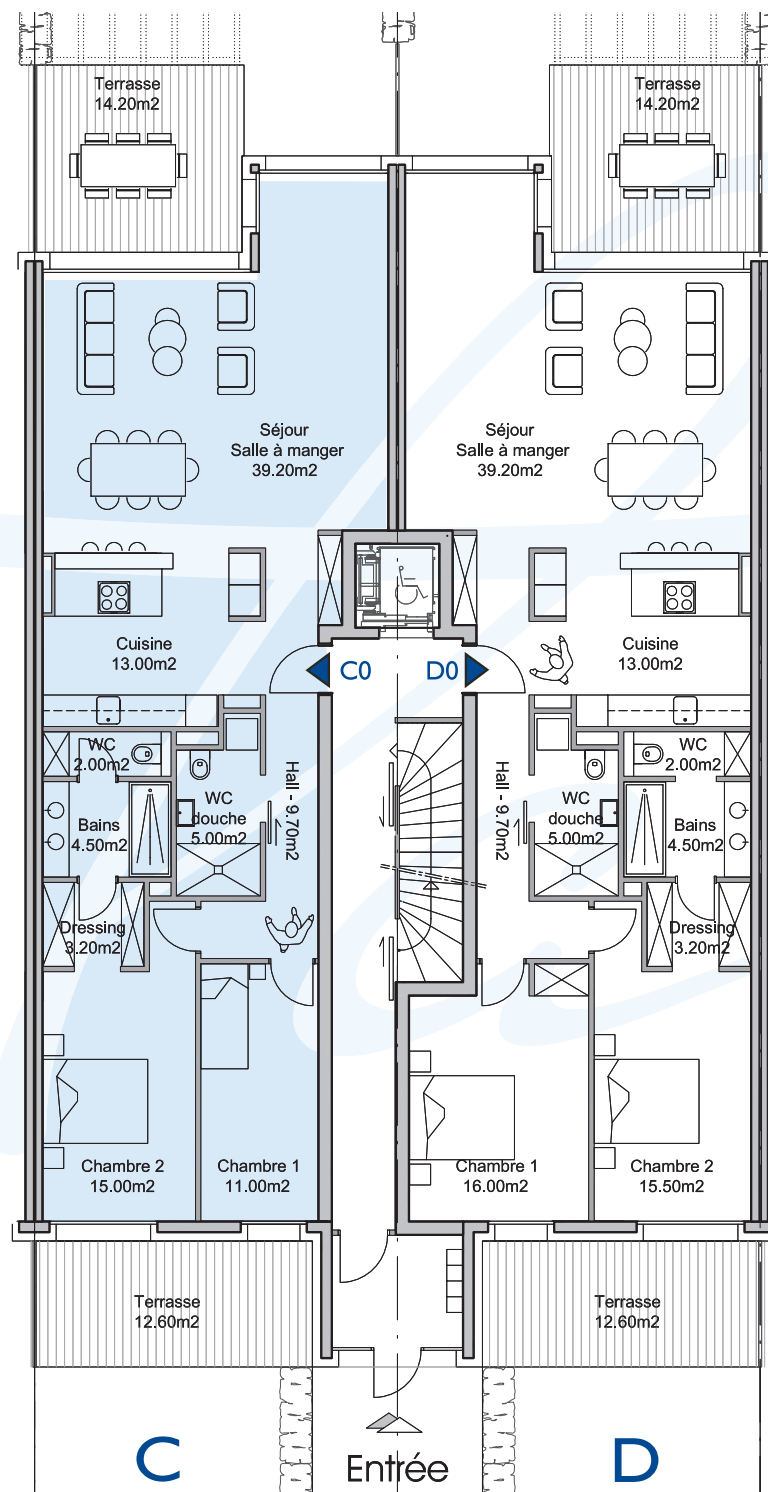 Terrasse
14.20m2
Terrasse
14.20m2
Séjour
Salle à manger
39.20m2
Séjour
Salle à manger
39.20m2
Cuisine
13.00m2
Cuisine
13.00m2
C0
D0
WC
2.00m2
WC
2.00m2
Hall - 9.70m2
Hall - 9.70m2
WC
douche
5.00m2
WC
douche
5.00m2
Bains
4.50m2
Bains
4.50m2
Dressing
3.20m2
Dressing
3.20m2
Chambre 2
15.00m2
Chambre 1
11.00m2
Chambre 1
16.00m2
Chambre 2
15.50m2
Terrasse
12.60m2
Terrasse
12.60m2
C
Entrée
D